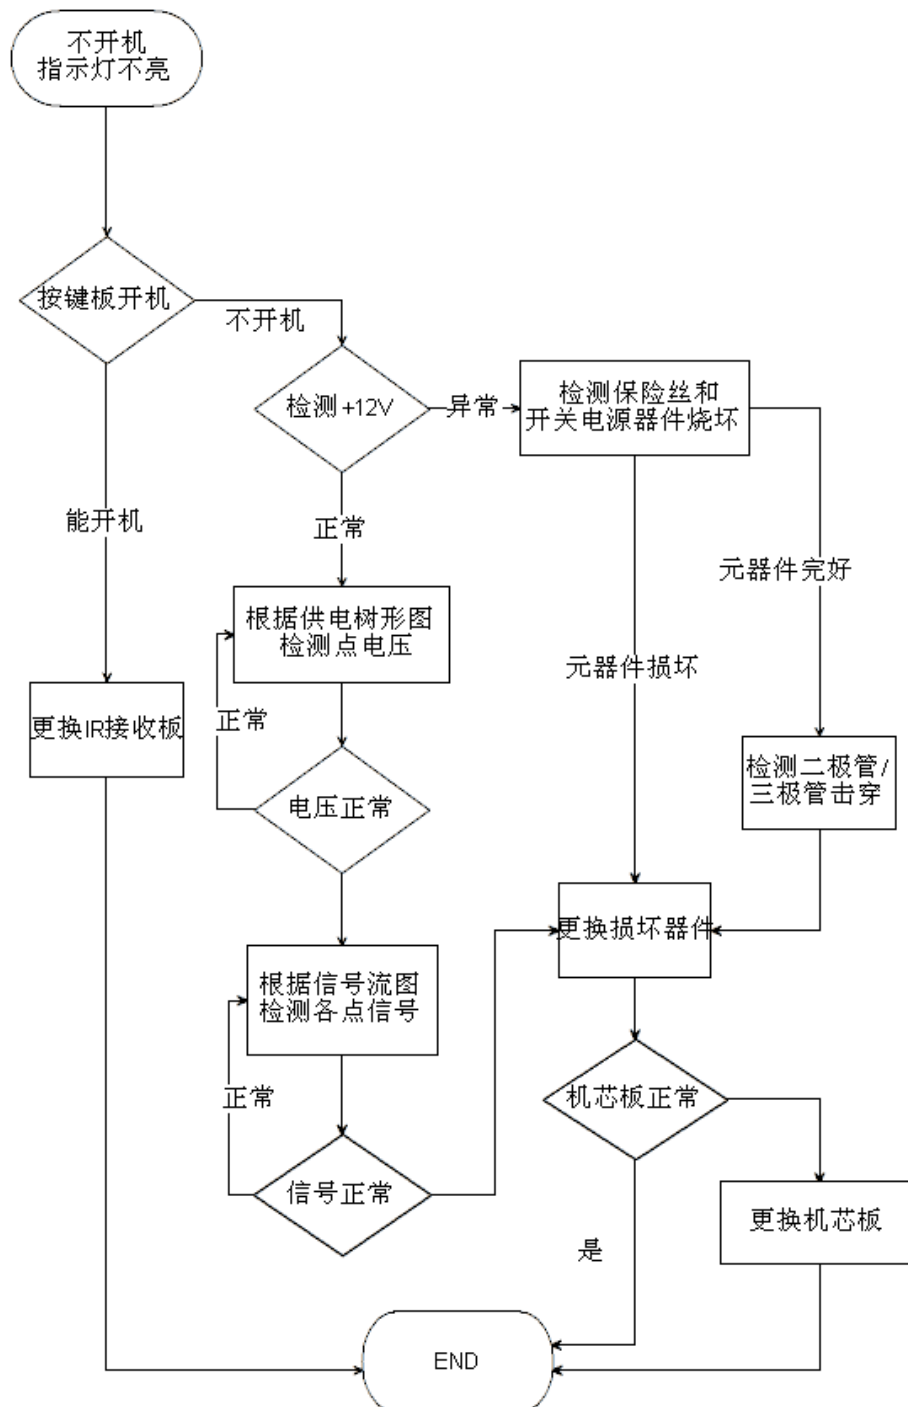 不开机
指示灯不亮
按键板开机
不开机
检测+12V
异常
检测保险丝和
开关电源器件烧坏
能开机
正常
元器件完好
根据供电树形图
检测点电压
元器件损坏
更换IR接收板
正常
检测二极管/
三极管击穿
电压正常
更换损坏器件
根据信号流图
检测各点信号
正常
机芯板正常
信号正常
更换机芯板
是
END